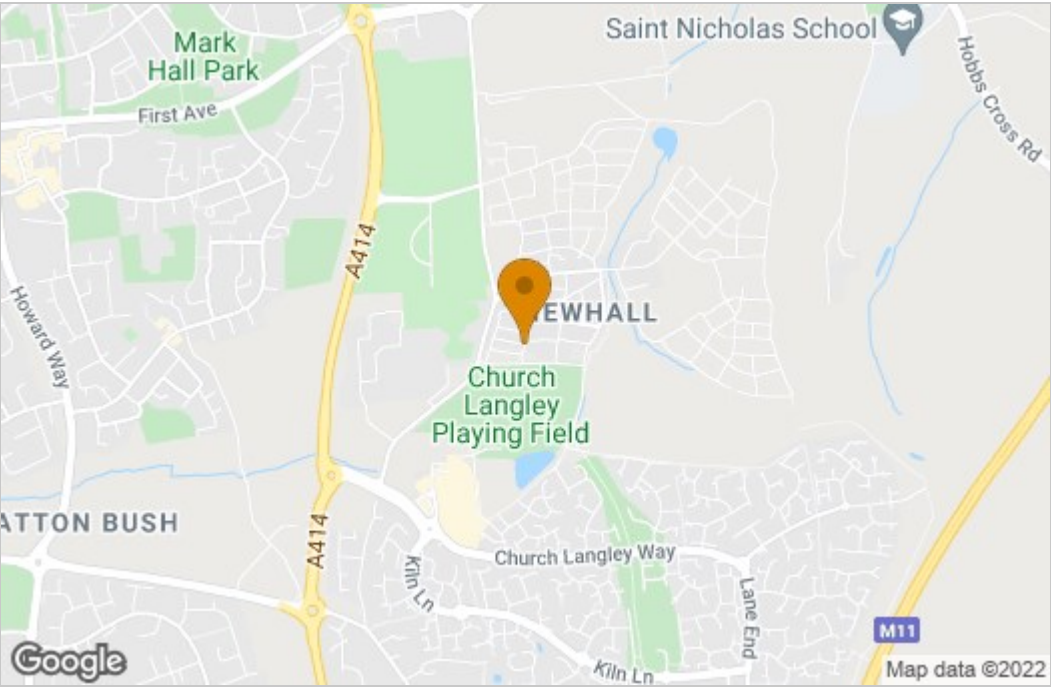 Saint Nicholas School
Mark
Hall Park
Hobbs Cross Rd
First Ave
A414
Howard Way
EWHALL
Church
Langley
Playing Field
ATTON BUSH
A414
Church Langley Way
Kiln Ln
Lane End
M11
Kiln Ln
Google
Map data ©2022